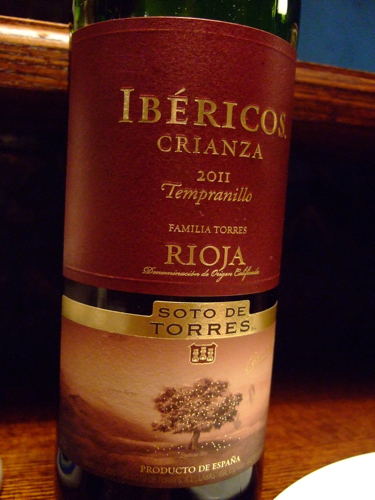 IBÉRICOS.
CRIANZA
2011
Tempranillo
FAMILIA TORRES
RIOJA
Denominación de Origen Calificada
SOTO DE
TORRES
PRODUCTO DE ESPAÑA